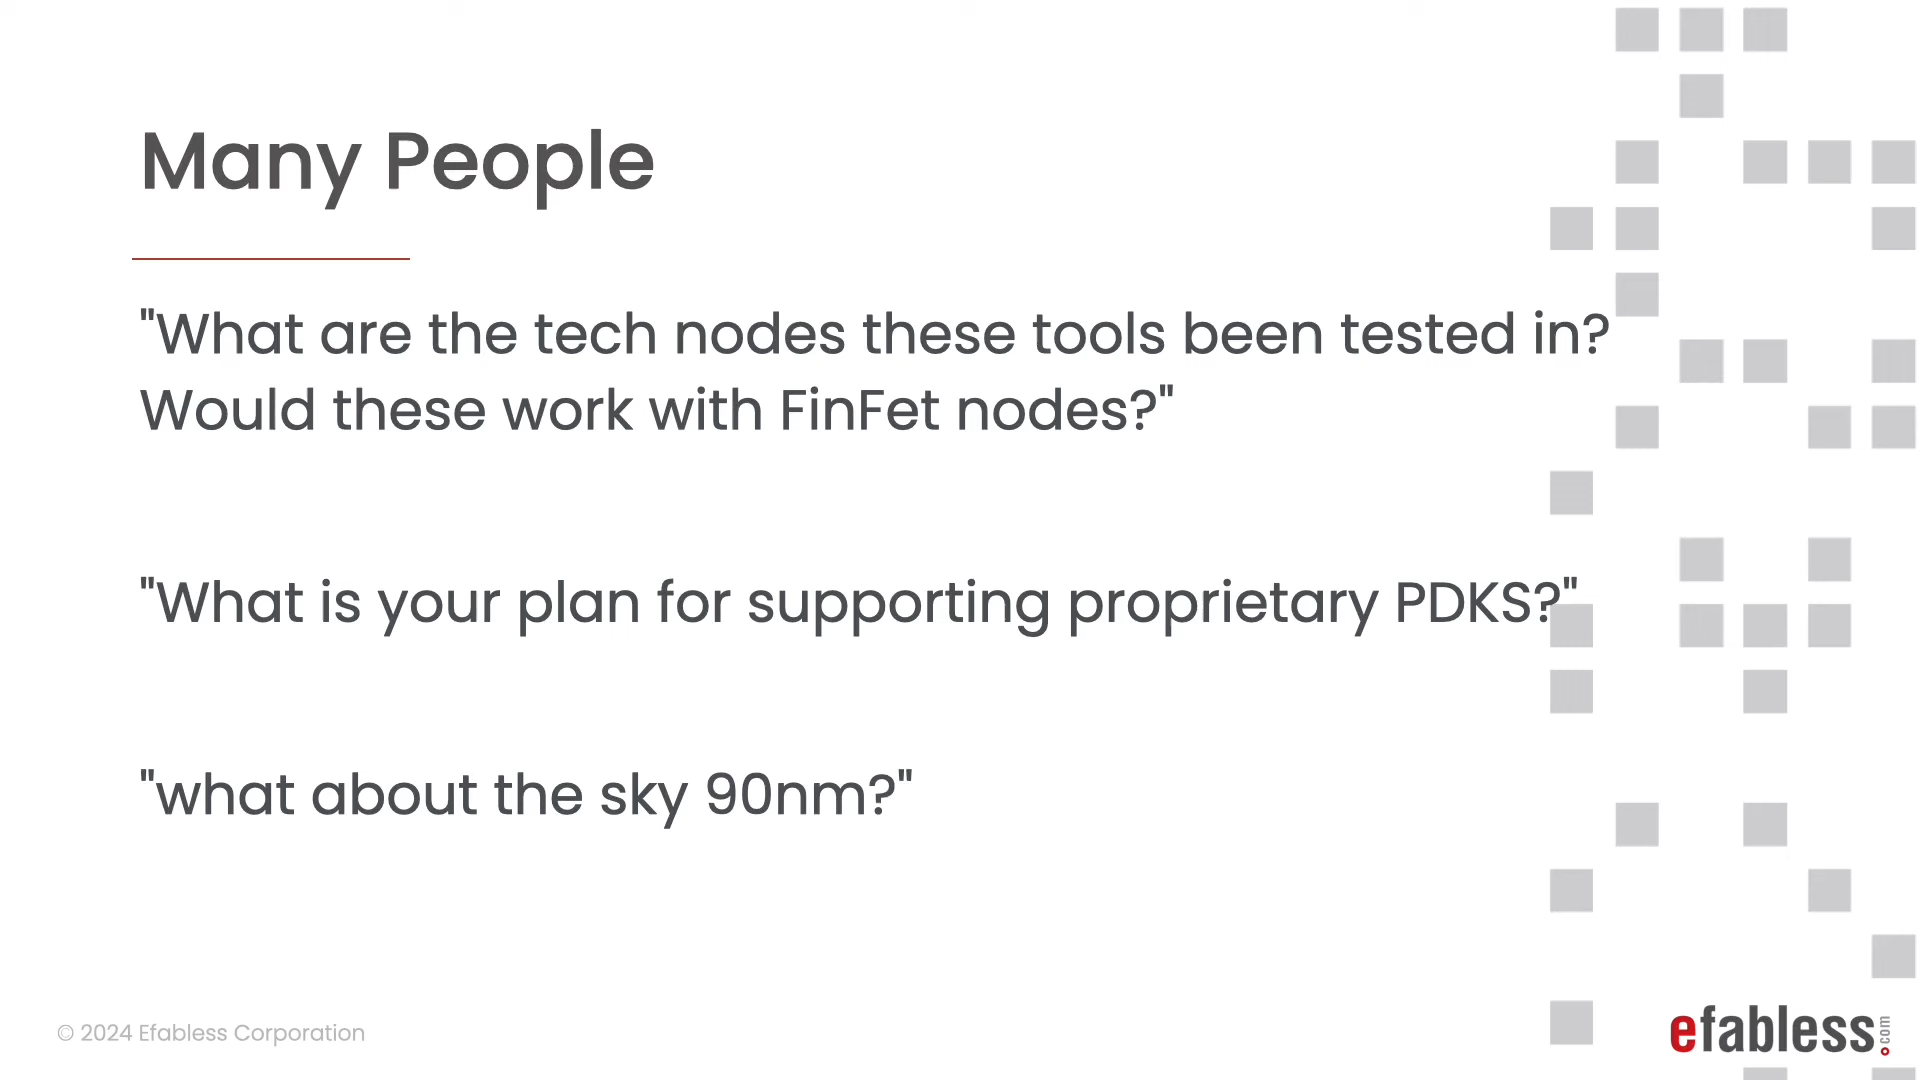 Many People
"What are the tech nodes these tools been tested in?
Would these work with FinFet nodes?"
"What is your plan for supporting proprietary PDKS?"
"what about the sky 90nm?"
© 2024 Efabless Corporation
efabless.com